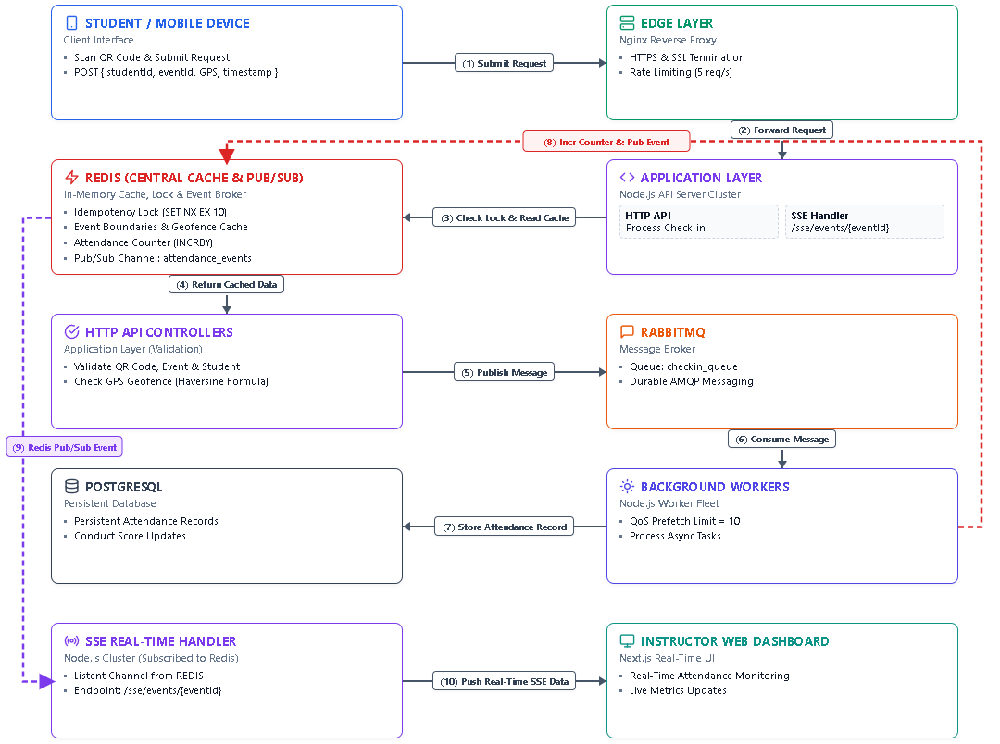 STUDENT / MOBILE DEVICE
Client Interface
Scan QR Code & Submit Request
POST { studentId, eventId, GPS, timestamp }
(1) Submit Request
EDGE LAYER
Nginx Reverse Proxy
HTTPS & SSL Termination
Rate Limiting (5 req/s)
(2) Forward Request
(8) Incr Counter & Pub Event
REDIS (CENTRAL CACHE & PUB/SUB)
In-Memory Cache, Lock & Event Broker
Idempotency Lock (SET NX EX 10)
Event Boundaries & Geofence Cache
Attendance Counter (INCRBY)
Pub/Sub Channel: attendance_events
(3) Check Lock & Read Cache
APPLICATION LAYER
Node.js API Server Cluster
HTTP API
Process Check-in
SSE Handler
/sse/events/{eventId}
(4) Return Cached Data
HTTP API CONTROLLERS
Application Layer (Validation)
Validate QR Code, Event & Student
Check GPS Geofence (Haversine Formula)
(5) Publish Message
RABBITMQ
Message Broker
Queue: checkin_queue
Durable AMQP Messaging
(6) Consume Message
(9) Redis Pub/Sub Event
POSTGRESQL
Persistent Database
Persistent Attendance Records
Conduct Score Updates
(7) Store Attendance Record
BACKGROUND WORKERS
Node.js Worker Fleet
QoS Prefetch Limit = 10
Process Async Tasks
SSE REAL-TIME HANDLER
Node.js Cluster (Subscribed to Redis)
Listent Channel from REDIS
Endpoint: /sse/events/{eventId}
(10) Push Real-Time SSE Data
INSTRUCTOR WEB DASHBOARD
Next.js Real-Time UI
Real-Time Attendance Monitoring
Live Metrics Updates